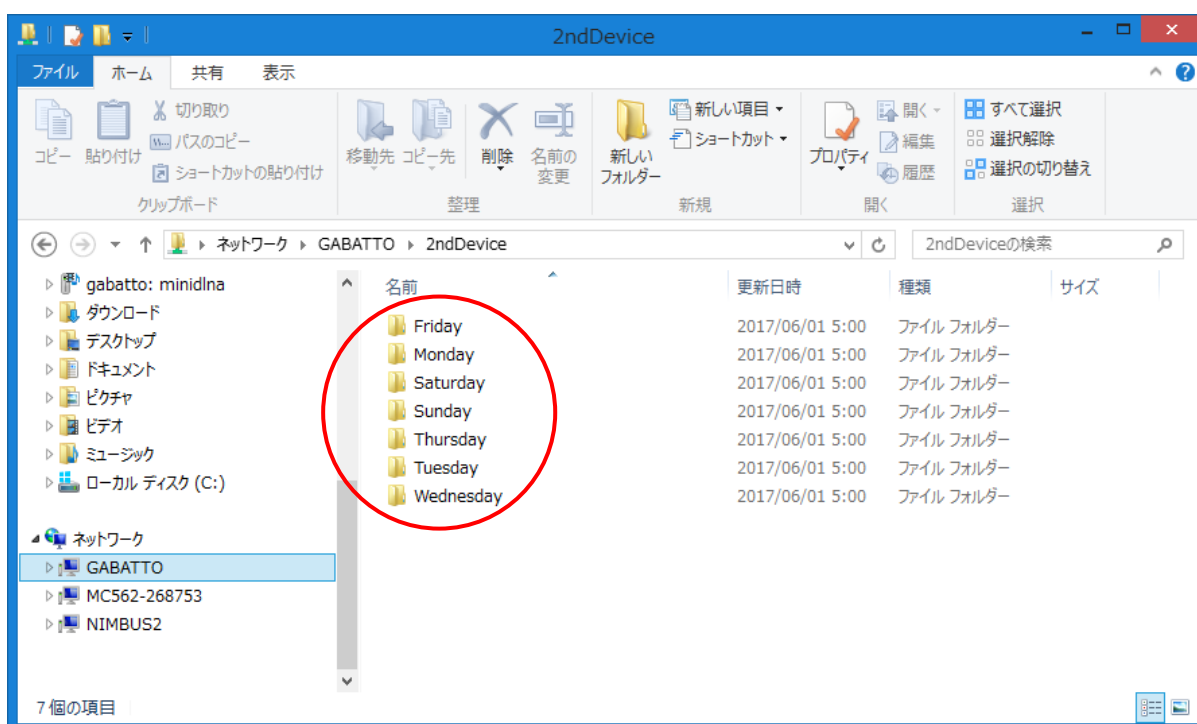 2ndDevice
ファイル ホーム 共有 表示
コピー 貼り付け 切り取り パスのコピー ショートカットの貼り付け
クリップボード
移動先 コピー先 削除 名前の変更
整理
新しいフォルダー 新しい項目 ショートカット
新規
プロパティ 開く 編集 履歴
開く
すべて選択 選択解除 選択の切り替え
選択
ネットワーク GABATTO 2ndDevice 2ndDeviceの検索
gabatto: minidlna
ダウンロード
デスクトップ
ドキュメント
ピクチャ
ビデオ
ミュージック
ローカル ディスク (C:)
ネットワーク
GABATTO
MC562-268753
NIMBUS2
名前 更新日時 種類 サイズ
Friday 2017/06/01 5:00 ファイル フォルダー
Monday 2017/06/01 5:00 ファイル フォルダー
Saturday 2017/06/01 5:00 ファイル フォルダー
Sunday 2017/06/01 5:00 ファイル フォルダー
Thursday 2017/06/01 5:00 ファイル フォルダー
Tuesday 2017/06/01 5:00 ファイル フォルダー
Wednesday 2017/06/01 5:00 ファイル フォルダー
7 個の項目